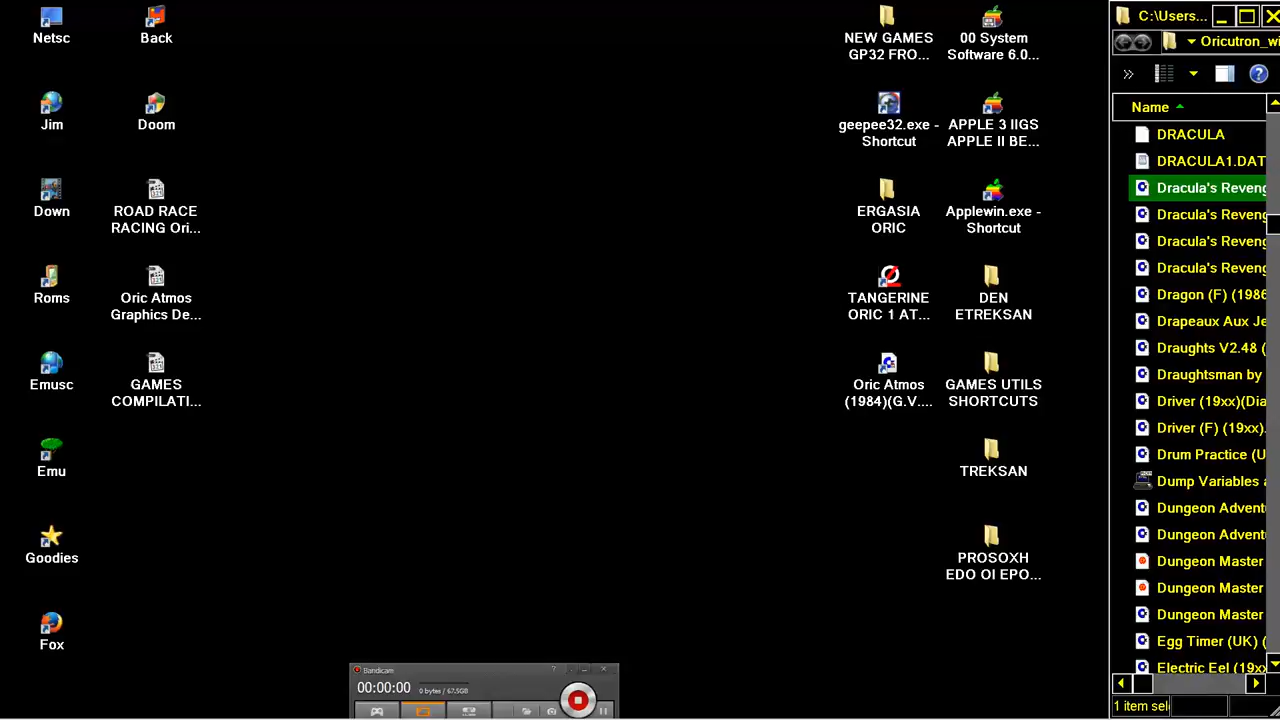 Netsc
Back
Jim
Doom
Down
ROAD RACE
RACING Ori...
Roms
Oric Atmos
Graphics De...
Emusc
GAMES
COMPILATI...
Emu
Goodies
Fox
NEW GAMES
GP32 FRO...
00 System
Software 6.0...
geepee32.exe -
Shortcut
APPLE 3 IIGS
APPLE II BE...
ERGASIA
ORIC
Applewin.exe -
Shortcut
TANGERINE
ORIC 1 AT...
DEN
ETREKSAN
Oric Atmos
(1984)(G.V....
GAMES UTILS
SHORTCUTS
TREKSAN
PROSOXH
EDO OI EPO...
Bandicam
00:00:00
0 bytes / 67.5GB
C:\Users...
Oricutron_wi
Name
DRACULA
DRACULA1.DAT
Dracula's Reveng
Dracula's Reveng
Dracula's Reveng
Dracula's Reveng
Dragon (F) (1986
Drapeaux Aux Je
Draughts V2.48 (
Draughtsman by
Driver (19xx)(Dia
Driver (F) (19xx).
Drum Practice (U
Dump Variables a
Dungeon Advent
Dungeon Advent
Dungeon Master
Dungeon Master
Dungeon Master
Egg Timer (UK) (
Electric Eel (19xx
1 item sel